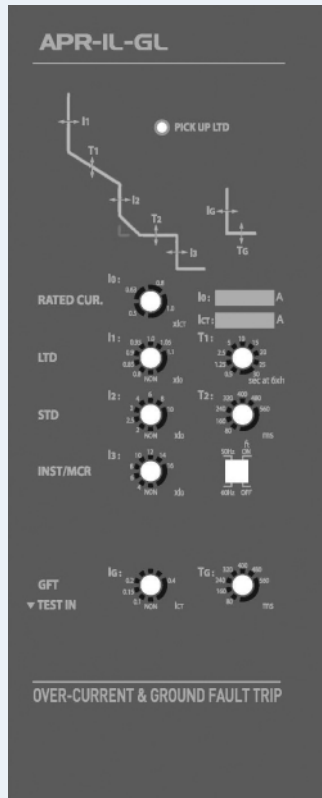 APR-IL-GL
I1
PICK UP LTD
T1
I2
T2
IG
I3
TG
RATED CUR.
I0:
0.5 0.63 0.8 1.0
xICT
I0: A
ICT: A
LTD
I1:
0.8 0.85 0.9 0.95 1.0 1.05 1.1
NON
xI0
T1:
0.5 1.25 2.5 5 10 15 20 25 30
sec at 6xI1
STD
I2:
2 2.5 3 4 6 8 10
NON
xI0
T2:
80 160 240 320 400 480 560
ms
INST/MCR
I3:
4 6 8 10 12 14 16
NON
xI0
50Hz ON
60Hz OFF
GFT
IG:
0.1 0.15 0.2 0.4
NON
ICT
TG:
80 160 240 320 400 480 560
ms
▼TEST IN
OVER-CURRENT & GROUND FAULT TRIP